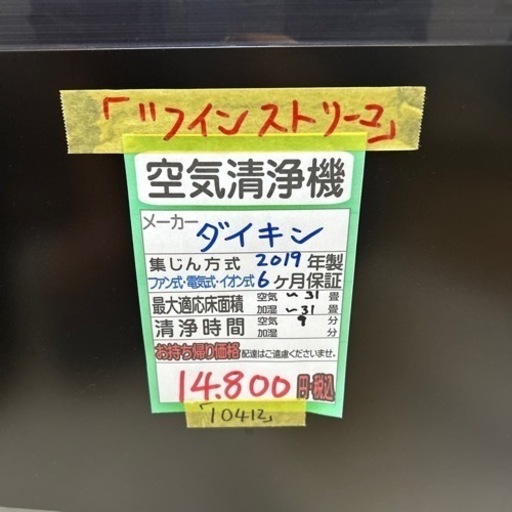 「ツインストリーマ」
空気清浄機
メーカー ダイキン
集じん方式 2019年製
ファン式・電気式・イオン式 6ヶ月保証
最大適応床面積 空気 〜31畳
加湿 〜31畳
清浄時間 空気 9分
加湿 分
お持ち帰り価格 配達はご遠慮くださいませ。
14.800円・税込
「10412」